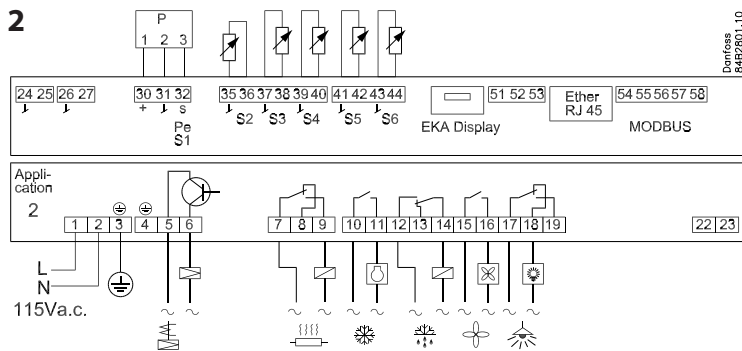 2
P
1 2 3
Danfoss
84B2801.10
24 25 26 27 30 31 32 35 36 37 38 39 40 41 42 43 44 51 52 53 54 55 56 57 58
+ s S2 S3 S4 S5 S6
Pe
S1
EKA Display
Ether
RJ 45
MODBUS
Appli-
cation
2
1 2 3 4 5 6 7 8 9 10 11 12 13 14 15 16 17 18 19 22 23
L
N
115Va.c.